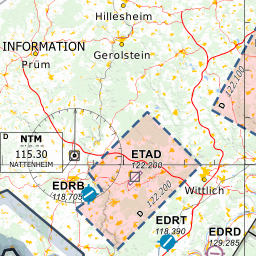 Hillesheim
INFORMATION
Gerolstein
Prüm
D
122.100
D
NTM
115.30
NATTENHEIM
ETAD
122.200
EDRB
118.705
122.200
D
Wittlich
EDRT
118.390
EDRD
129.285